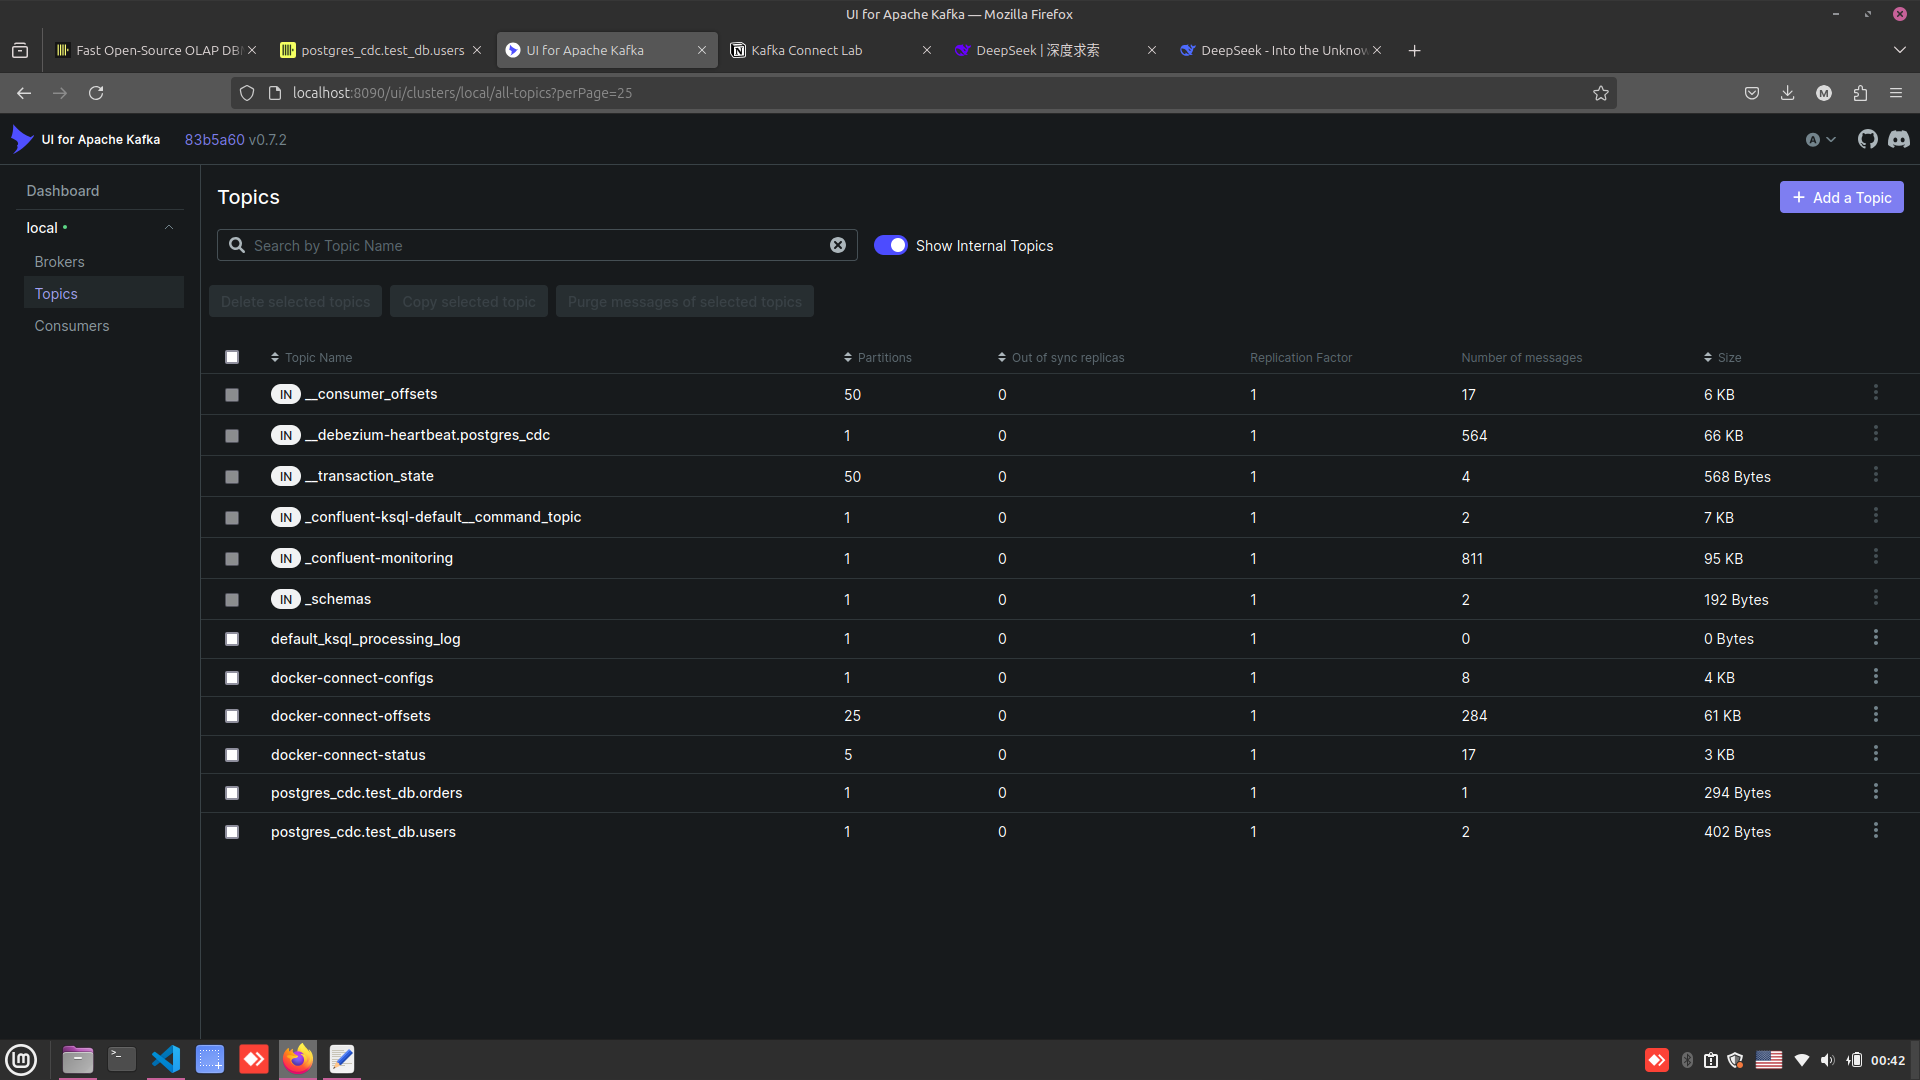 UI for Apache Kafka — Mozilla Firefox
Fast Open-Source OLAP DB
postgres_cdc.test_db.users
UI for Apache Kafka
Kafka Connect Lab
DeepSeek | 深度求索
DeepSeek - Into the Unknow
localhost:8090/ui/clusters/local/all-topics?perPage=25
M
UI for Apache Kafka 83b5a60 v0.7.2
A
Dashboard
local
Brokers
Topics
Consumers
Topics
+ Add a Topic
Search by Topic Name
Show Internal Topics
Delete selected topics Copy selected topic Purge messages of selected topics
Topic Name Partitions Out of sync replicas Replication Factor Number of messages Size
IN __consumer_offsets 50 0 1 17 6 KB
IN __debezium-heartbeat.postgres_cdc 1 0 1 564 66 KB
IN __transaction_state 50 0 1 4 568 Bytes
IN _confluent-ksql-default__command_topic 1 0 1 2 7 KB
IN _confluent-monitoring 1 0 1 811 95 KB
IN _schemas 1 0 1 2 192 Bytes
default_ksql_processing_log 1 0 1 0 0 Bytes
docker-connect-configs 1 0 1 8 4 KB
docker-connect-offsets 25 0 1 284 61 KB
docker-connect-status 5 0 1 17 3 KB
postgres_cdc.test_db.orders 1 0 1 1 294 Bytes
postgres_cdc.test_db.users 1 0 1 2 402 Bytes
00:42